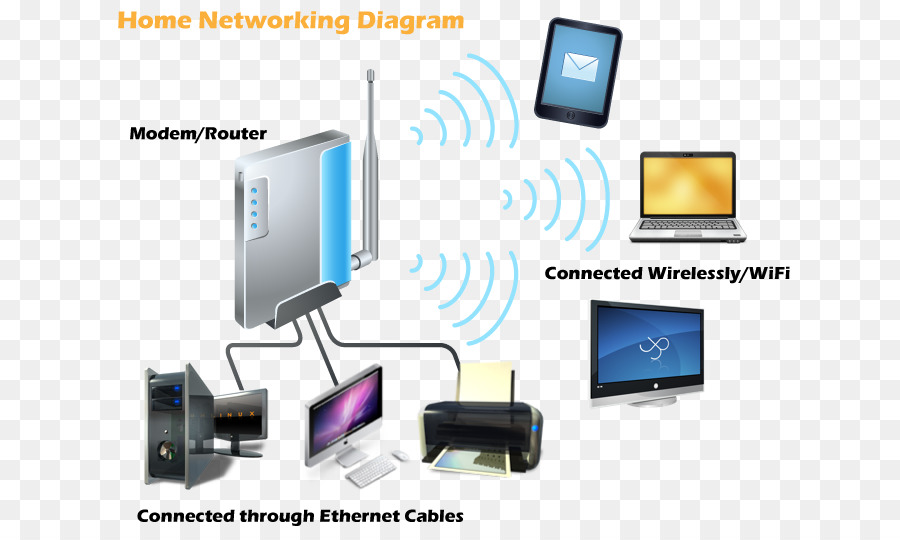 Home Networking Diagram
Modem/Router
Connected Wirelessly/WiFi
Connected through Ethernet Cables